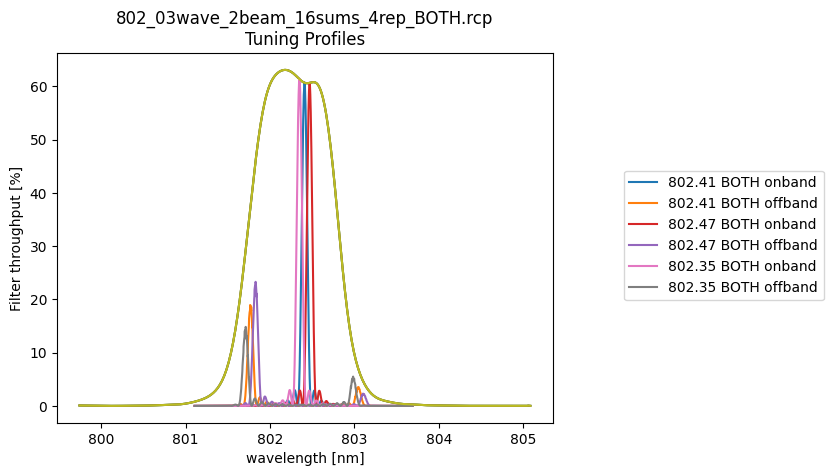 802_03wave_2beam_16sums_4rep_BOTH.rcp
Tuning Profiles
Filter throughput [%]
60
50
40
30
20
10
0
800
801
802
803
804
805
wavelength [nm]
802.41 BOTH onband
802.41 BOTH offband
802.47 BOTH onband
802.47 BOTH offband
802.35 BOTH onband
802.35 BOTH offband